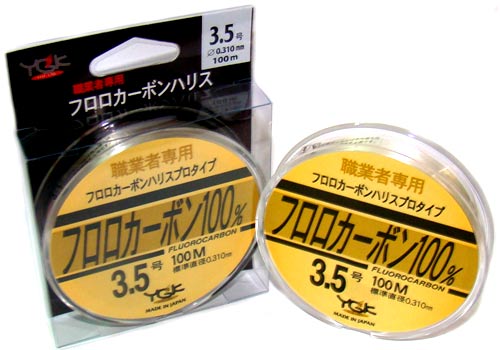 YGK
3.5号
∅0.310mm
100m
職業者専用
フロロカーボンハリス
職業者専用
フロロカーボンハリスプロタイプ
フロロカーボン100%
FLUOROCARBON
3.5号
100M
標準直径0.310mm
YGK
MADE IN JAPAN
職業者専用
フロロカーボンハリスプロタイプ
フロロカーボン100%
FLUOROCARBON
3.5号
100M
標準直径0.310mm
YGK
MADE IN JAPAN